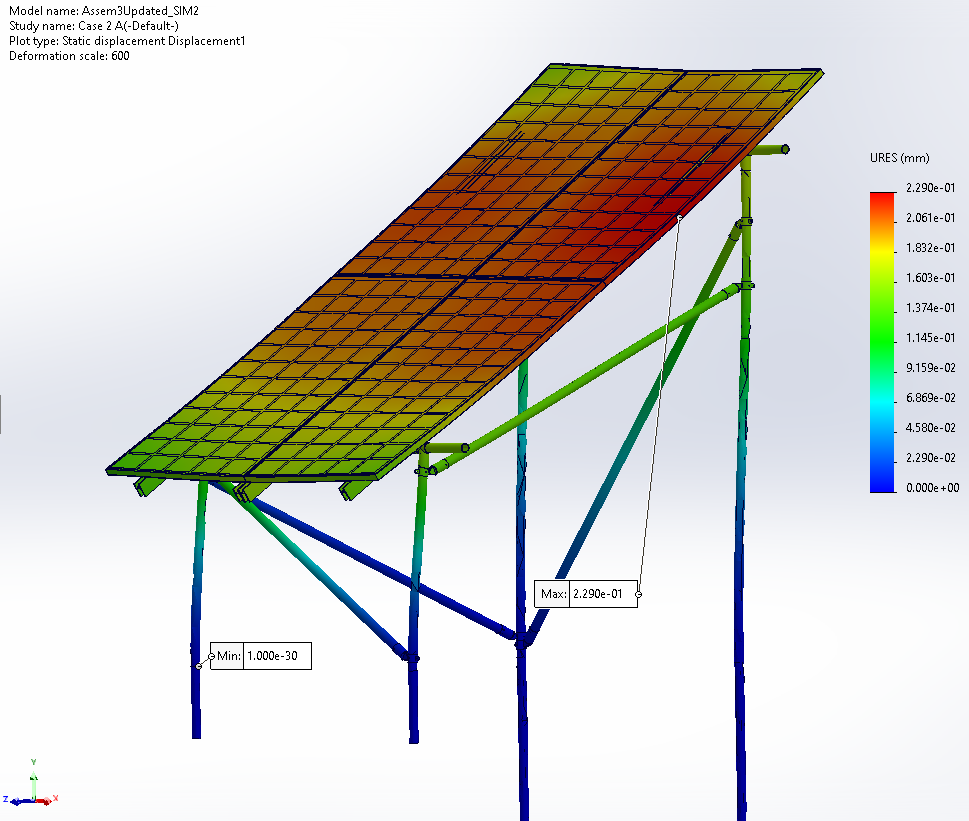 Model name: Assem3Updated_SIM2
Study name: Case 2 A(-Default-)
Plot type: Static displacement Displacement1
Deformation scale: 600
URES (mm)
2.290e-01
2.061e-01
1.832e-01
1.603e-01
1.374e-01
1.145e-01
9.159e-02
6.869e-02
4.580e-02
2.290e-02
0.000e+00
Max: 2.290e-01
Min: 1.000e-30
Y
Z
X